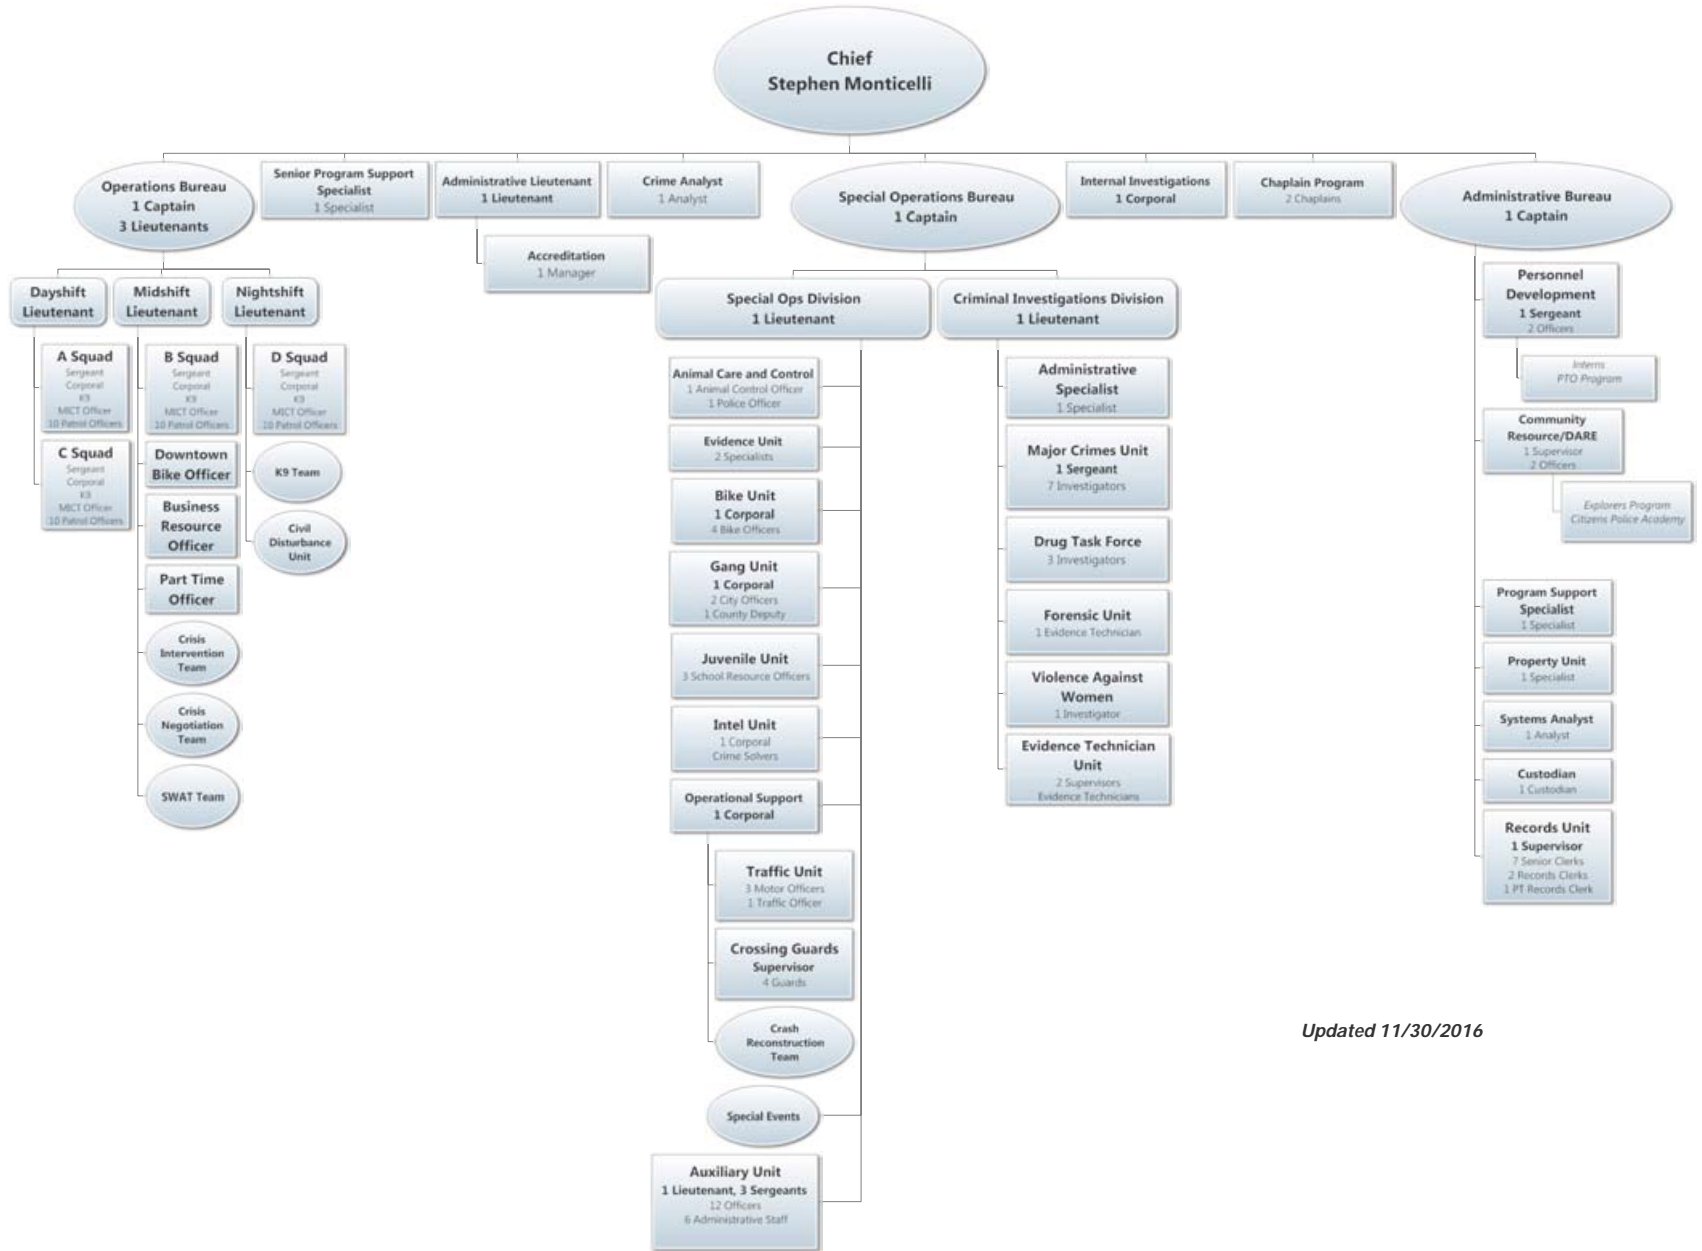 Chief
Stephen Monticelli
Operations Bureau
1 Captain
3 Lieutenants
Senior Program Support
Specialist
1 Specialist
Administrative Lieutenant
1 Lieutenant
Crime Analyst
1 Analyst
Special Operations Bureau
1 Captain
Internal Investigations
1 Corporal
Chaplain Program
2 Chaplains
Administrative Bureau
1 Captain
Accreditation
1 Manager
Dayshift
Lieutenant
Midshift
Lieutenant
Nightshift
Lieutenant
A Squad
Sergeant
Corporal
K9
MICT Officer
10 Patrol Officers
C Squad
Sergeant
Corporal
K9
MICT Officer
10 Patrol Officers
B Squad
Sergeant
Corporal
K9
MICT Officer
10 Patrol Officers
Downtown
Bike Officer
Business
Resource
Officer
Part Time
Officer
Crisis
Intervention
Team
Crisis
Negotiation
Team
SWAT Team
D Squad
Sergeant
Corporal
K9
MICT Officer
10 Patrol Officers
K9 Team
Civil
Disturbance
Unit
Special Ops Division
1 Lieutenant
Animal Care and Control
1 Animal Control Officer
1 Police Officer
Evidence Unit
2 Specialists
Bike Unit
1 Corporal
4 Bike Officers
Gang Unit
1 Corporal
2 City Officers
1 County Deputy
Juvenile Unit
3 School Resource Officers
Intel Unit
1 Corporal
Crime Solvers
Operational Support
1 Corporal
Traffic Unit
3 Motor Officers
1 Traffic Officer
Crossing Guards
Supervisor
4 Guards
Crash
Reconstruction
Team
Special Events
Auxiliary Unit
1 Lieutenant, 3 Sergeants
12 Officers
6 Administrative Staff
Criminal Investigations Division
1 Lieutenant
Administrative
Specialist
1 Specialist
Major Crimes Unit
1 Sergeant
7 Investigators
Drug Task Force
3 Investigators
Forensic Unit
1 Evidence Technician
Violence Against
Women
1 Investigator
Evidence Technician
Unit
2 Supervisors
Evidence Technicians
Personnel
Development
1 Sergeant
2 Officers
Interns
PTO Program
Community
Resource/DARE
1 Supervisor
2 Officers
Explorers Program
Citizens Police Academy
Program Support
Specialist
1 Specialist
Property Unit
1 Specialist
Systems Analyst
1 Analyst
Custodian
1 Custodian
Records Unit
1 Supervisor
7 Senior Clerks
2 Records Clerks
1 PT Records Clerk
Updated 11/30/2016